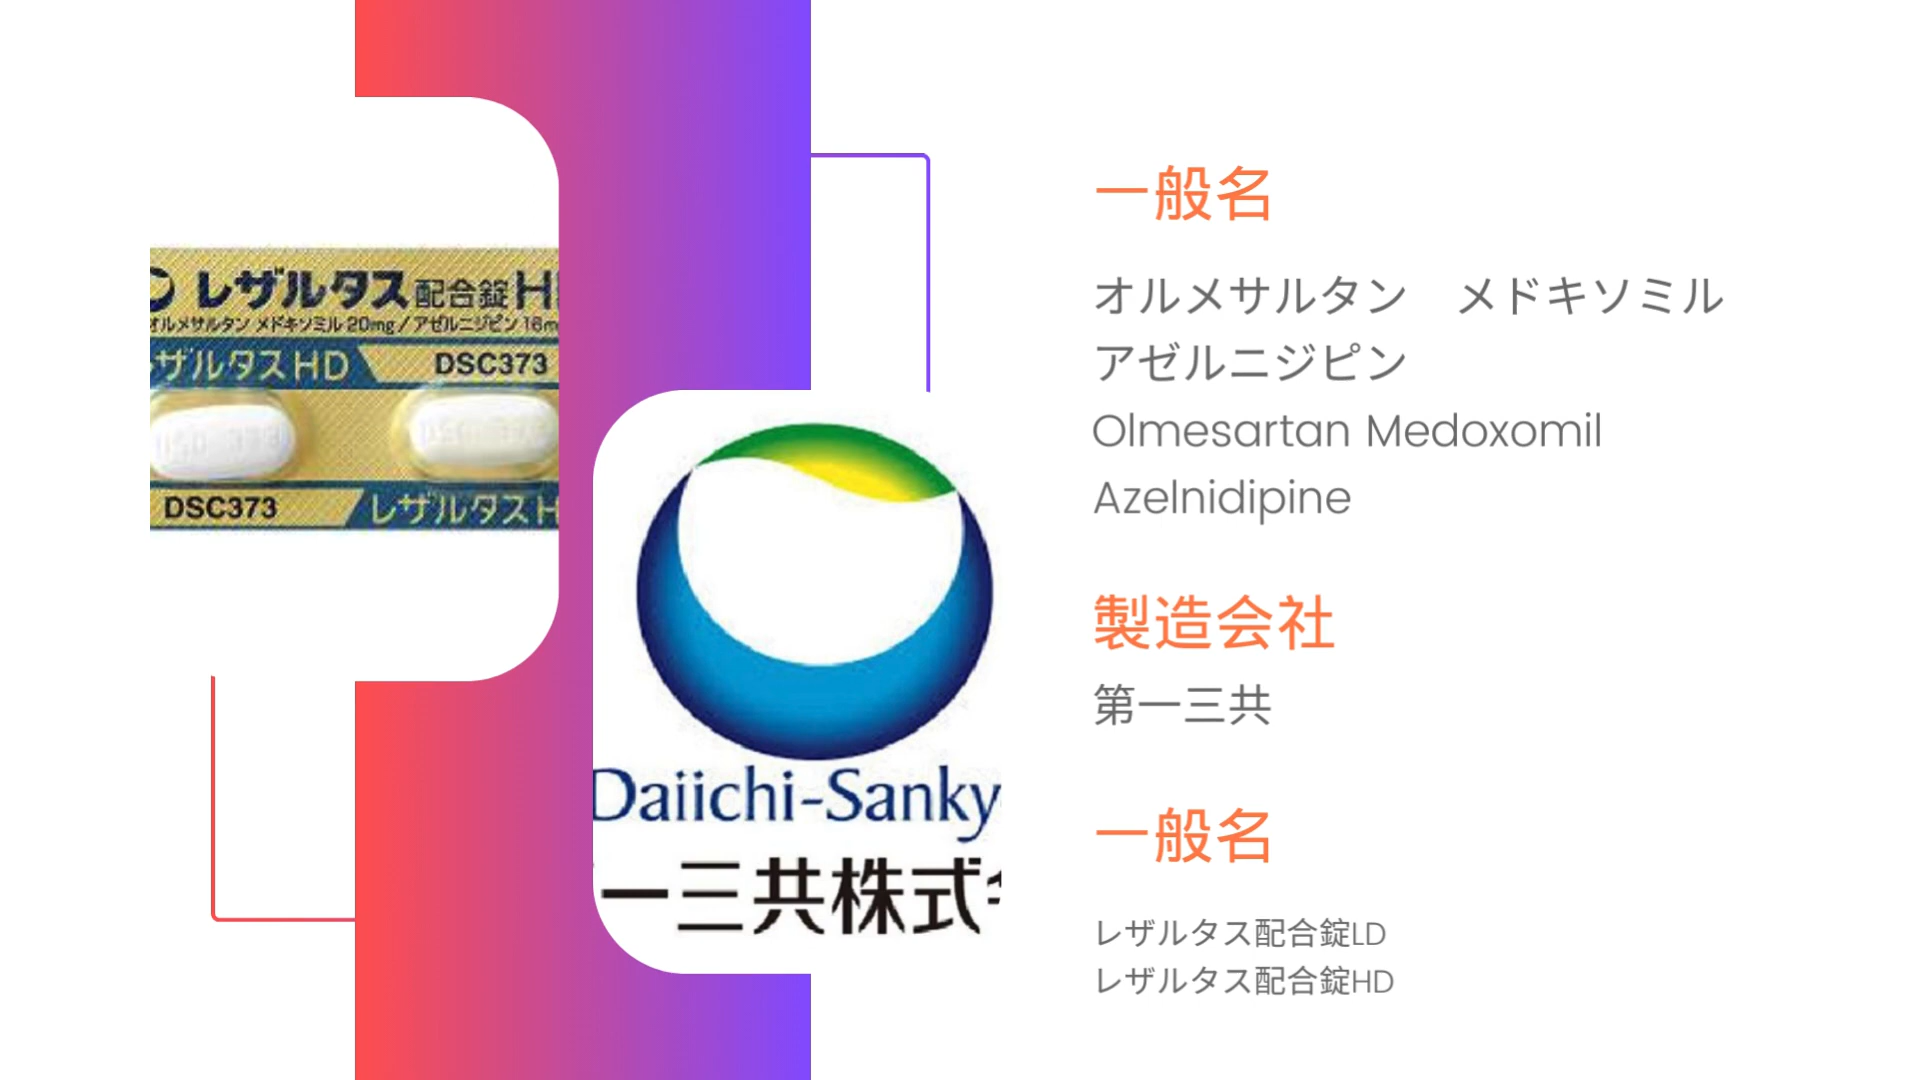 レザルタス配合錠H
オルメサルタン メドキソミル 20mg/アゼルニジピン 16m
ザルタスHD DSC373
DSC373 レザルタスH
Daiichi-Sanky
一三共株式
一般名
オルメサルタン　メドキソミル
アゼルニジピン
Olmesartan Medoxomil
Azelnidipine
製造会社
第一三共
一般名
レザルタス配合錠LD
レザルタス配合錠HD